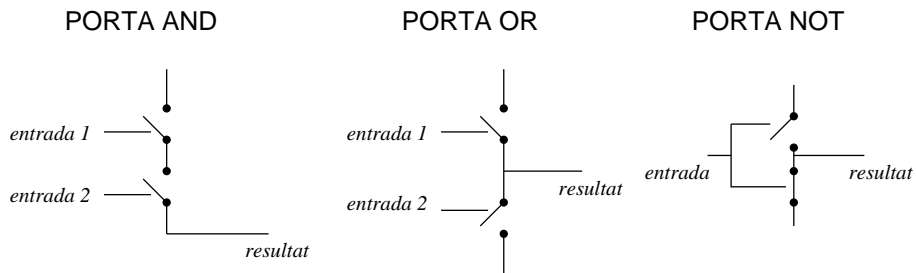 PORTA AND
entrada 1
entrada 2
resultat
PORTA OR
entrada 1
resultat
entrada 2
PORTA NOT
entrada
resultat